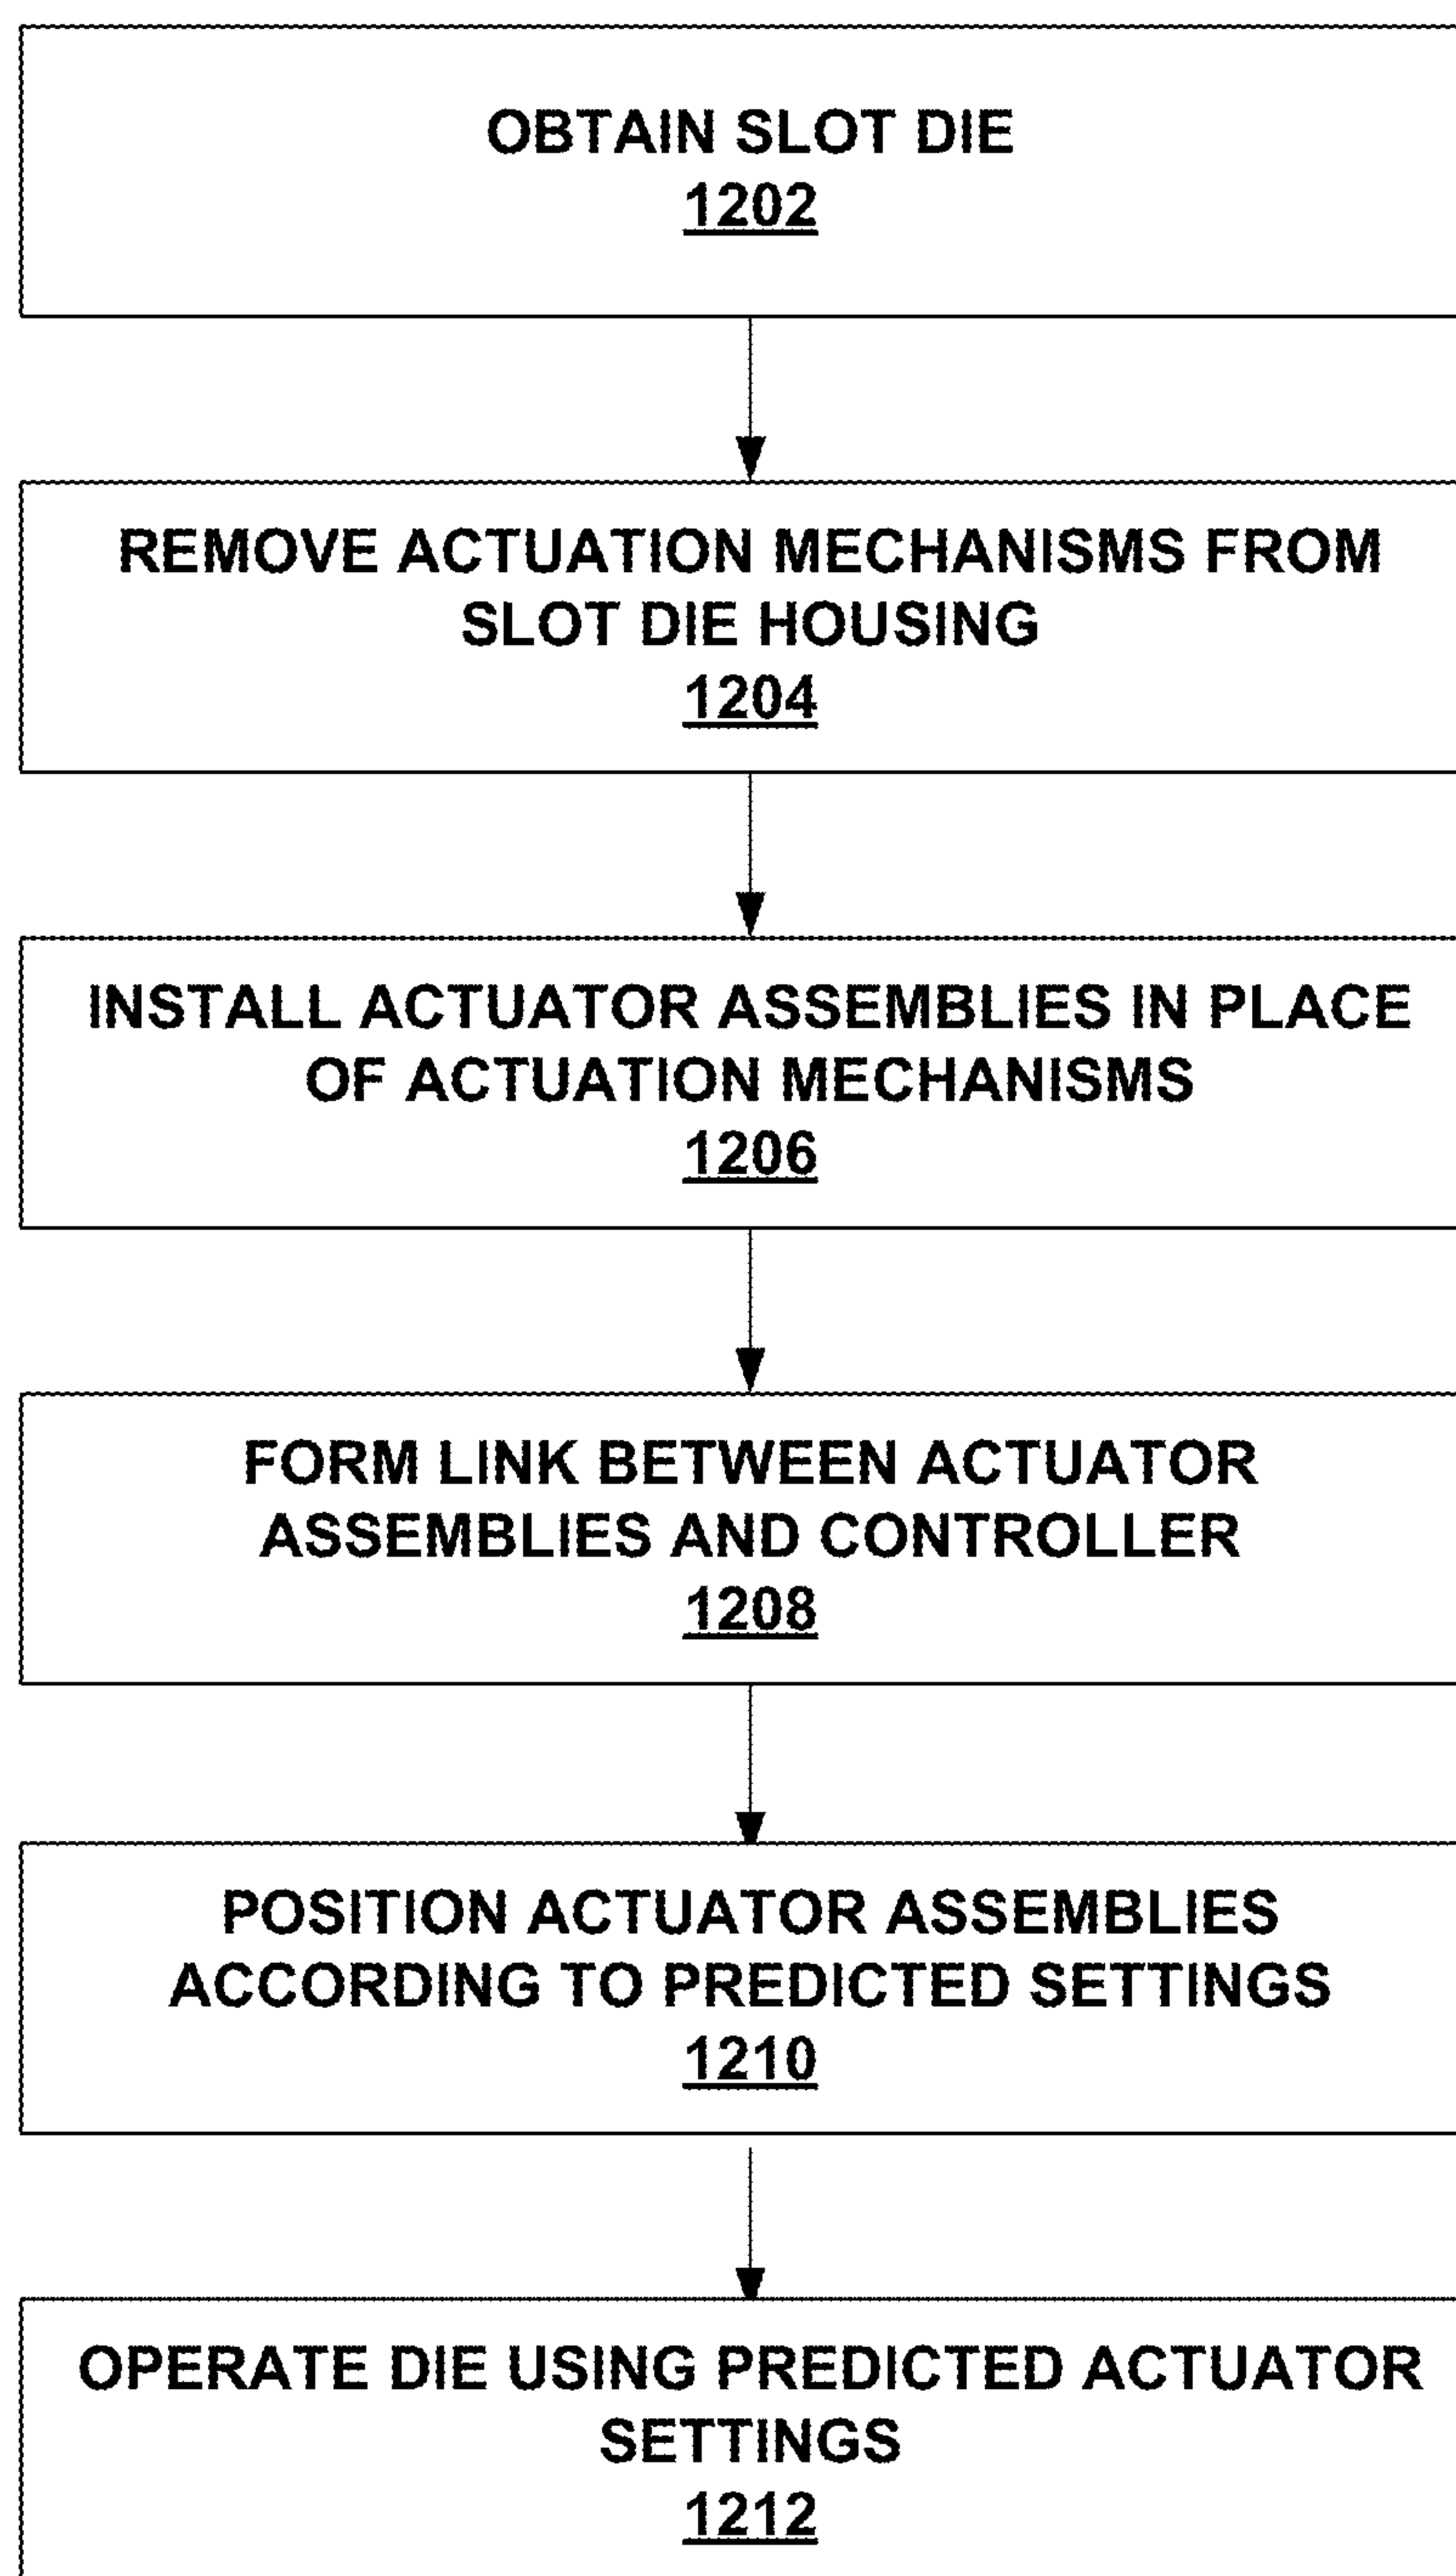 OBTAIN SLOT DIE
1202
REMOVE ACTUATION MECHANISMS FROM
SLOT DIE HOUSING
1204
INSTALL ACTUATOR ASSEMBLIES IN PLACE
OF ACTUATION MECHANISMS
1206
FORM LINK BETWEEN ACTUATOR
ASSEMBLIES AND CONTROLLER
1208
POSITION ACTUATOR ASSEMBLIES
ACCORDING TO PREDICTED SETTINGS
1210
OPERATE DIE USING PREDICTED ACTUATOR
SETTINGS
1212